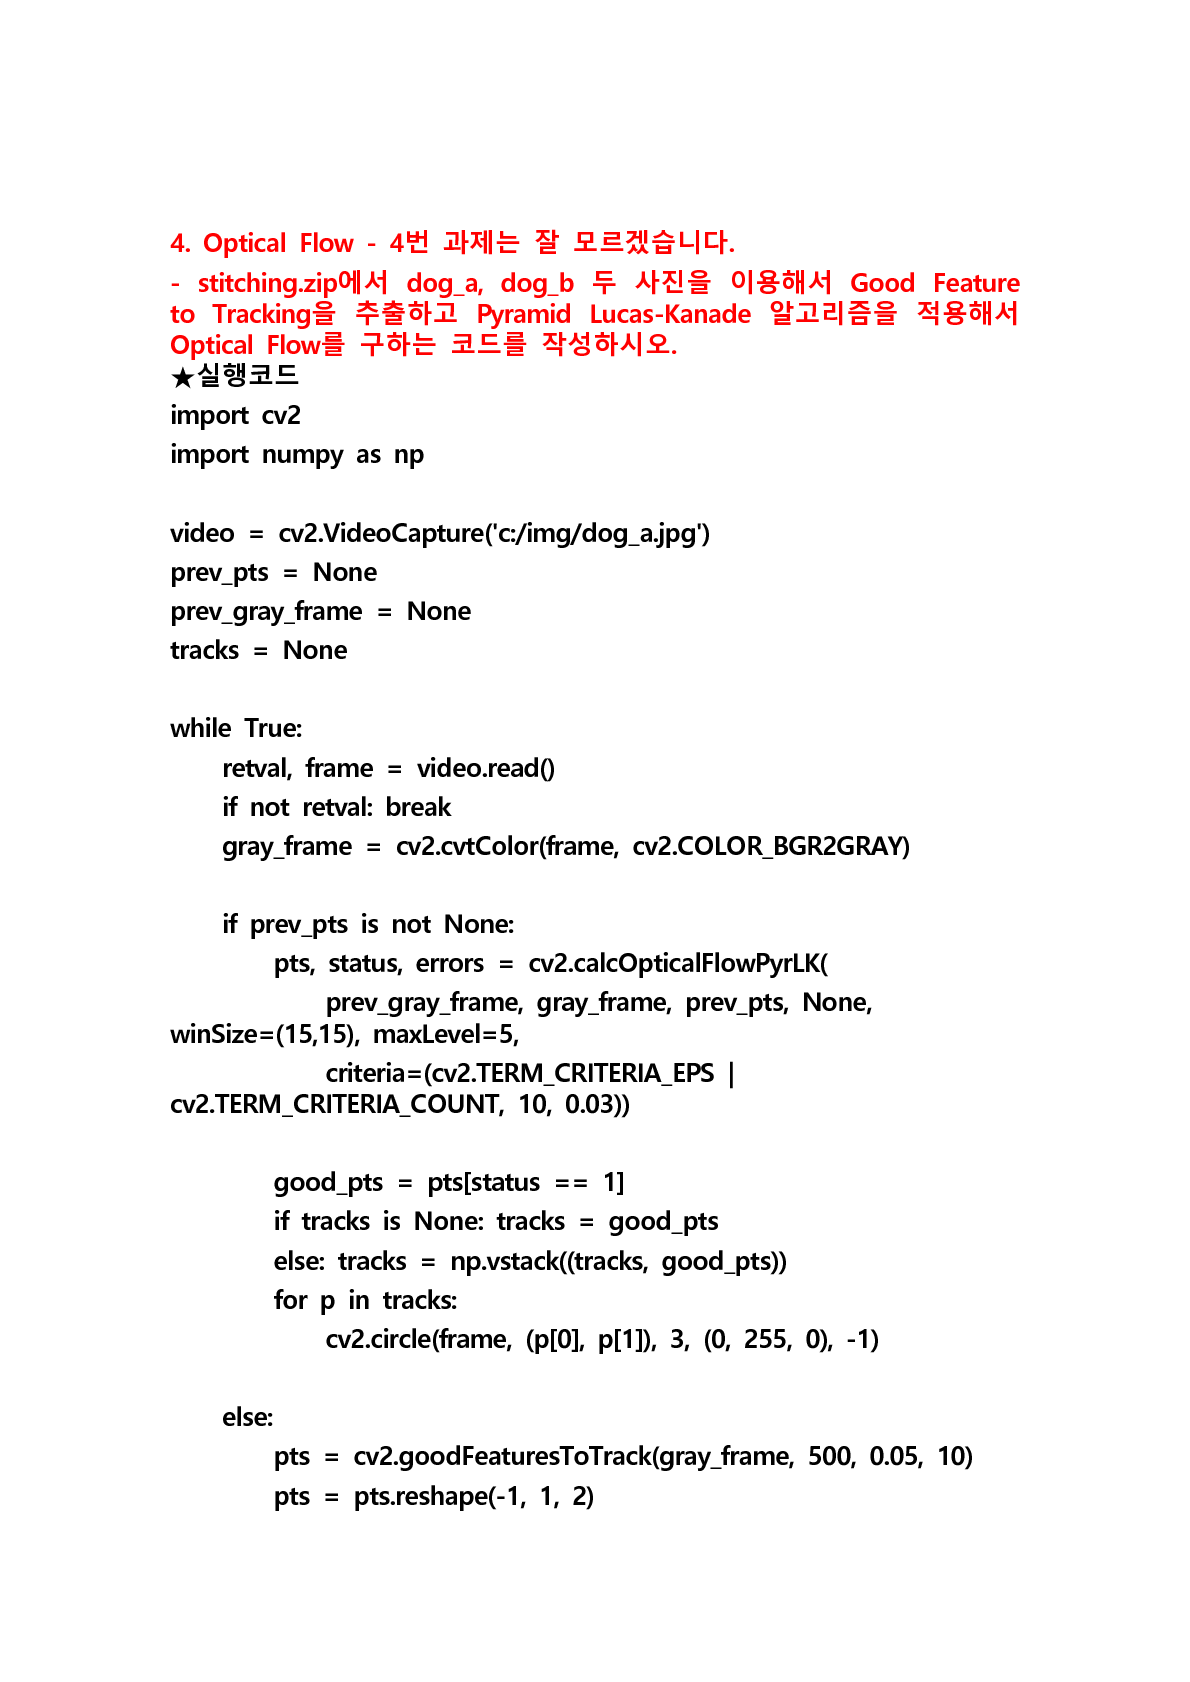 4. Optical Flow - 4번 과제는 잘 모르겠습니다.
- stitching.zip에서 dog_a, dog_b 두 사진을 이용해서 Good Feature
to Tracking을 추출하고 Pyramid Lucas-Kanade 알고리즘을 적용해서
Optical Flow를 구하는 코드를 작성하시오.
★실행코드
import cv2
import numpy as np
video = cv2.VideoCapture('c:/img/dog_a.jpg')
prev_pts = None
prev_gray_frame = None
tracks = None
while True:
    retval, frame = video.read()
    if not retval: break
    gray_frame = cv2.cvtColor(frame, cv2.COLOR_BGR2GRAY)
    if prev_pts is not None:
        pts, status, errors = cv2.calcOpticalFlowPyrLK(
            prev_gray_frame, gray_frame, prev_pts, None,
winSize=(15,15), maxLevel=5,
            criteria=(cv2.TERM_CRITERIA_EPS |
cv2.TERM_CRITERIA_COUNT, 10, 0.03))
        good_pts = pts[status == 1]
        if tracks is None: tracks = good_pts
        else: tracks = np.vstack((tracks, good_pts))
        for p in tracks:
            cv2.circle(frame, (p[0], p[1]), 3, (0, 255, 0), -1)
    else:
        pts = cv2.goodFeaturesToTrack(gray_frame, 500, 0.05, 10)
        pts = pts.reshape(-1, 1, 2)